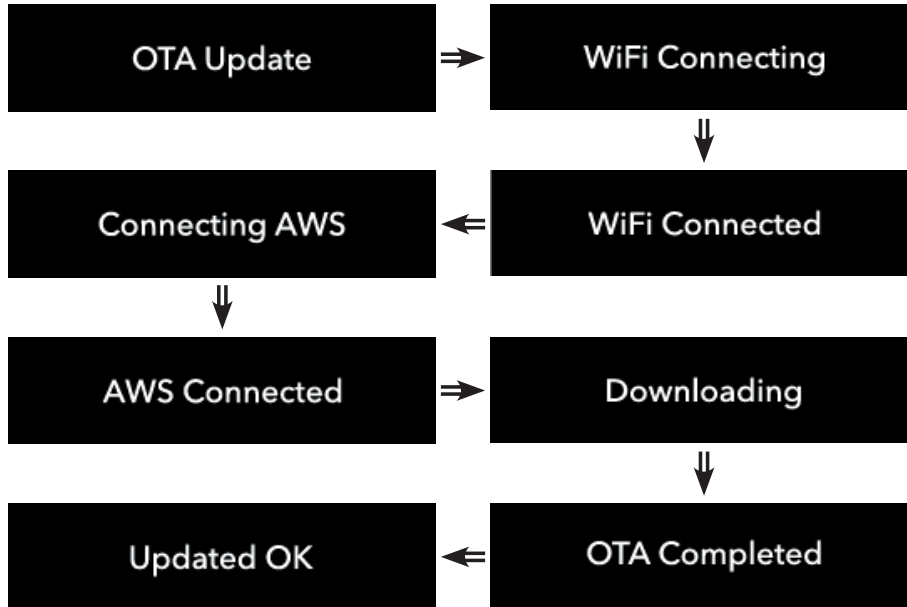 OTA Update
WiFi Connecting
WiFi Connected
Connecting AWS
AWS Connected
Downloading
OTA Completed
Updated OK